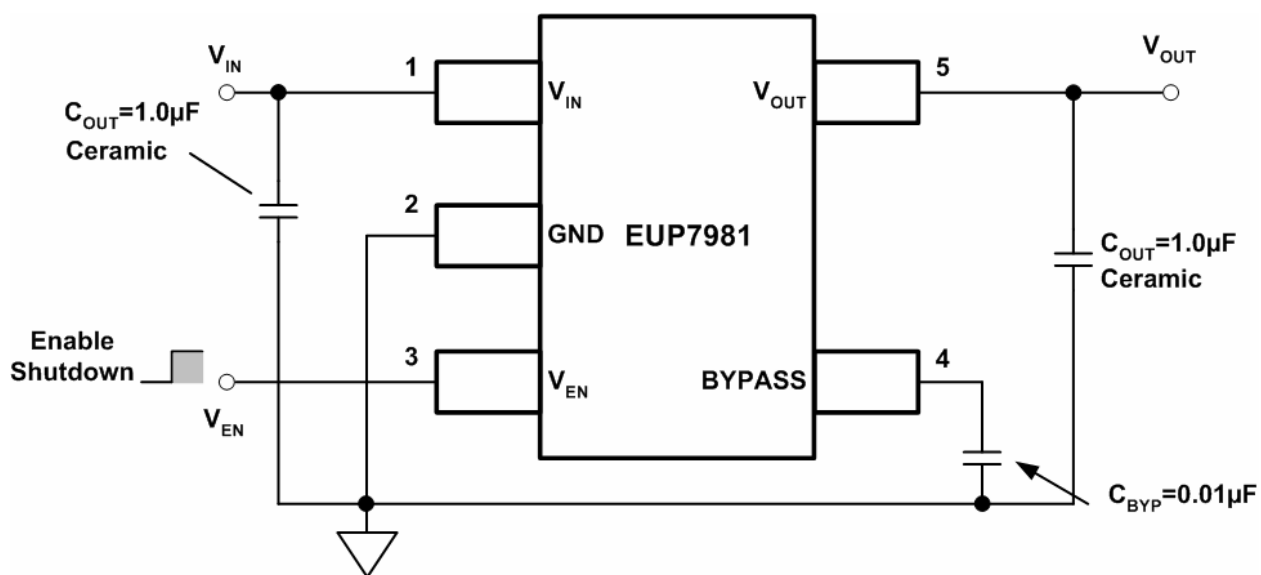 V_IN
C_OUT=1.0µF
Ceramic
1
V_IN
V_OUT
5
V_OUT
2
GND
EUP7981
C_OUT=1.0µF
Ceramic
Enable
Shutdown
V_EN
3
V_EN
BYPASS
4
C_BYP=0.01µF